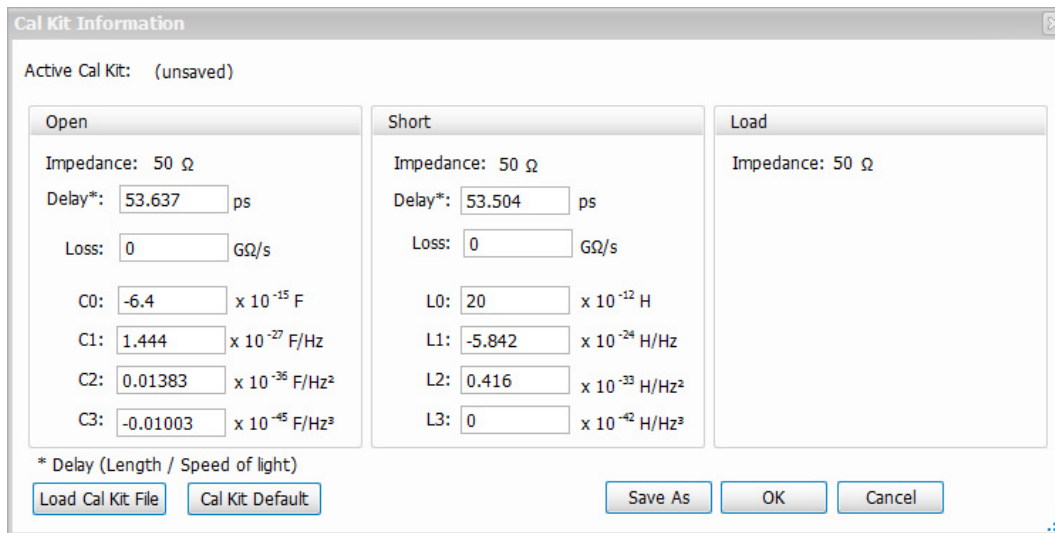 Cal Kit Information
Active Cal Kit: (unsaved)
Open
Impedance: 50 Ω
Delay*: 53.637 ps
Loss: 0 GΩ/s
C0: -6.4 x 10⁻¹⁵ F
C1: 1.444 x 10⁻²⁷ F/Hz
C2: 0.01383 x 10⁻³⁶ F/Hz²
C3: -0.01003 x 10⁻⁴⁵ F/Hz³
Short
Impedance: 50 Ω
Delay*: 53.504 ps
Loss: 0 GΩ/s
L0: 20 x 10⁻¹² H
L1: -5.842 x 10⁻²⁴ H/Hz
L2: 0.416 x 10⁻³³ H/Hz²
L3: 0 x 10⁻⁴² H/Hz³
Load
Impedance: 50 Ω
* Delay (Length / Speed of light)
Load Cal Kit File Cal Kit Default Save As OK Cancel